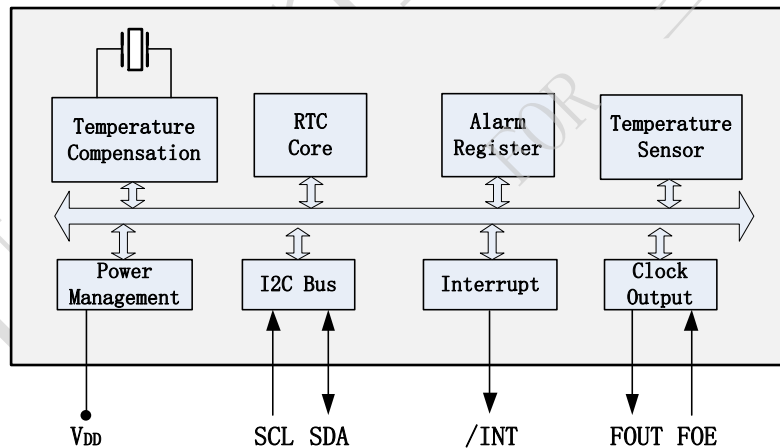 Temperature
Compensation
RTC
Core
Alarm
Register
Temperature
Sensor
Power
Management
I2C Bus
Interrupt
Clock
Output
VDD
SCL SDA
/INT
FOUT FOE
FOR